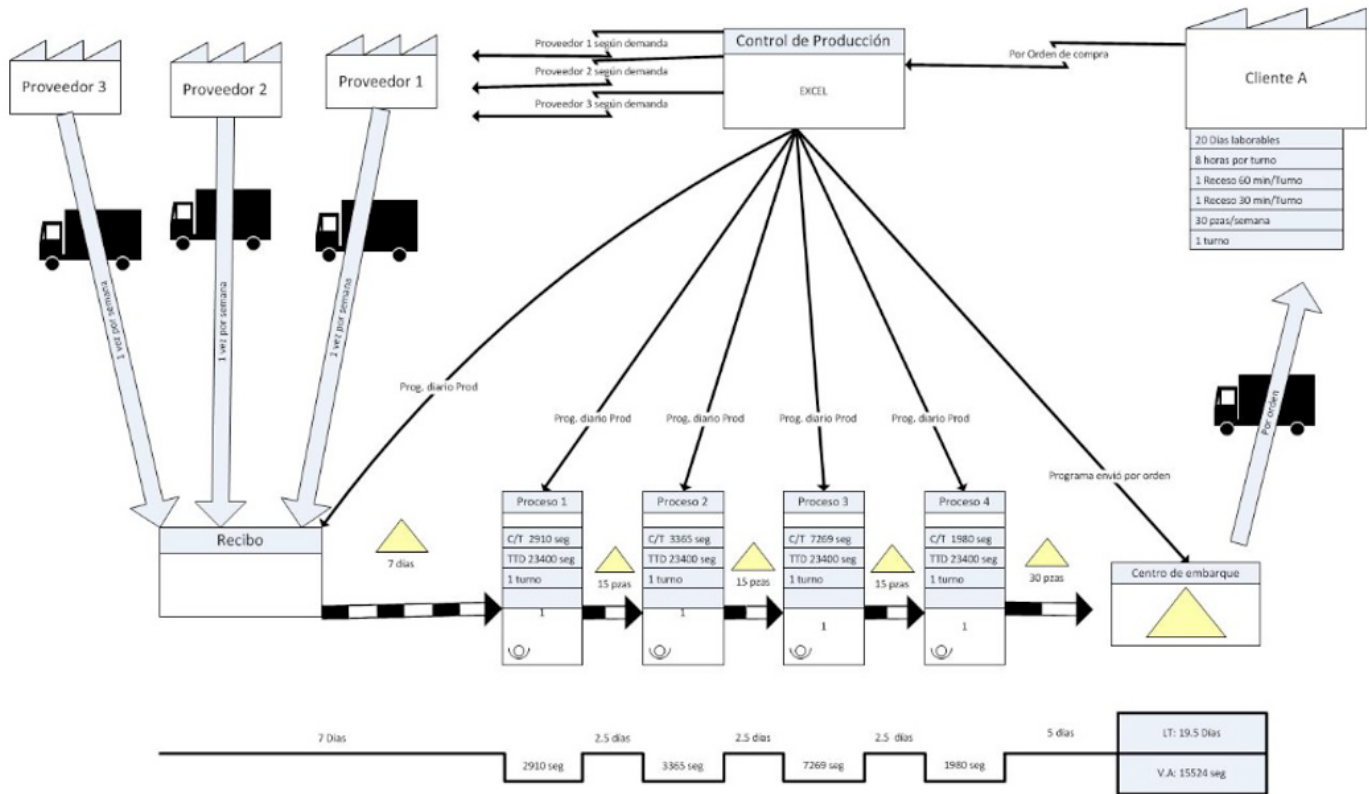 Proveedor 3
Proveedor 2
Proveedor 1
Proveedor 1 según demanda
Proveedor 2 según demanda
Proveedor 3 según demanda
Control de Producción
EXCEL
Por Orden de compra
Cliente A
20 Días laborables
8 horas por turno
1 Receso 60 min/Turno
1 Receso 30 min/Turno
30 pzas/semana
1 turno
1 vez por semana
1 vez por semana
1 vez por semana
Por orden
Prog. diario Prod
Prog. diario Prod
Prog. diario Prod
Prog. diario Prod
Prog. diario Prod
Programa envió por orden
Recibo
7 días
Proceso 1
C/T 2910 seg
TTD 23400 seg
1 turno
1
15 pzas
Proceso 2
C/T 3365 seg
TTD 23400 seg
1 turno
1
15 pzas
Proceso 3
C/T 7269 seg
TTD 23400 seg
1 turno
1
15 pzas
Proceso 4
C/T 1980 seg
TTD 23400 seg
1 turno
1
30 pzas
Centro de embarque
7 Días
2.5 días
2.5 días
2.5 días
5 días
LT: 19.5 Días
2910 seg
3365 seg
7269 seg
1980 seg
V.A: 15524 seg